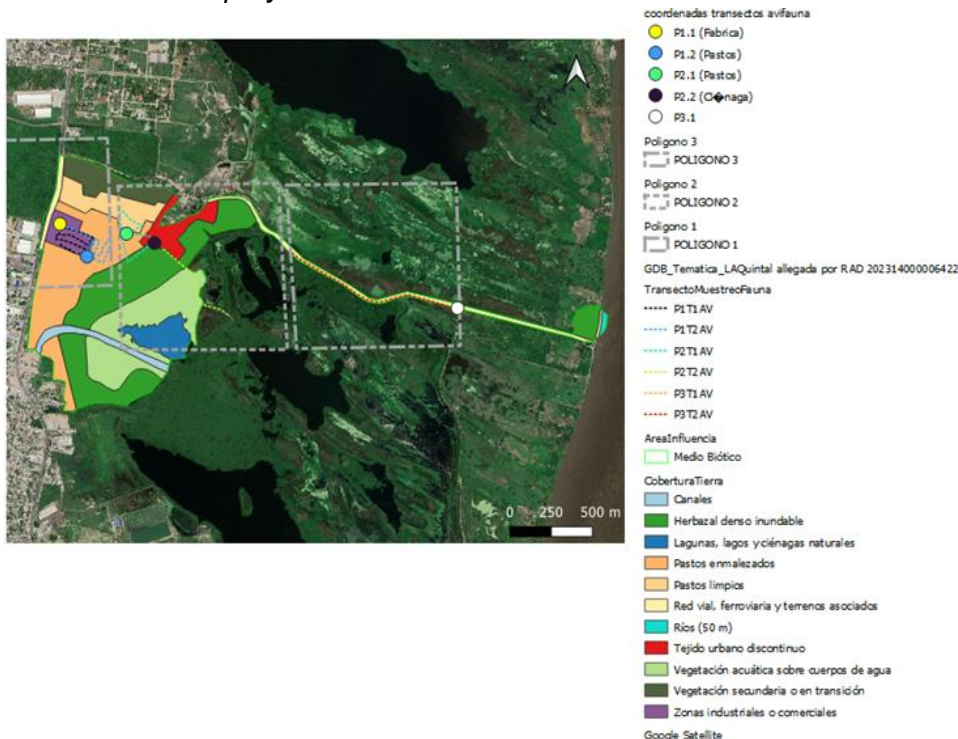 coordenadas transectos avifauna
P1.1 (Fabrica)
P1.2 (Pastos)
P2.1 (Pastos)
P2.2 (Ci�naga)
P3.1
Poligono 3
POLIGONO 3
Poligono 2
POLIGONO 2
Poligono 1
POLIGONO 1
GDB_Tematica_LAQuintal allegada por RAD 202314000006422
TransectoMuestreoFauna
P1T1 AV
P1T2 AV
P2T1 AV
P2T2 AV
P3T1 AV
P3T2 AV
AreaInfluencia
Medio Biótico
CoberturaTierra
Canales
Herbazal denso inundable
Lagunas, lagos y ciénagas naturales
Pastos enmalezados
Pastos limpios
Red vial, ferroviaria y terrenos asociados
Ríos (50 m)
Tejido urbano discontinuo
Vegetación acuática sobre cuerpos de agua
Vegetación secundaria o en transición
Zonas industriales o comerciales
Google Satellite
0 250 500 m